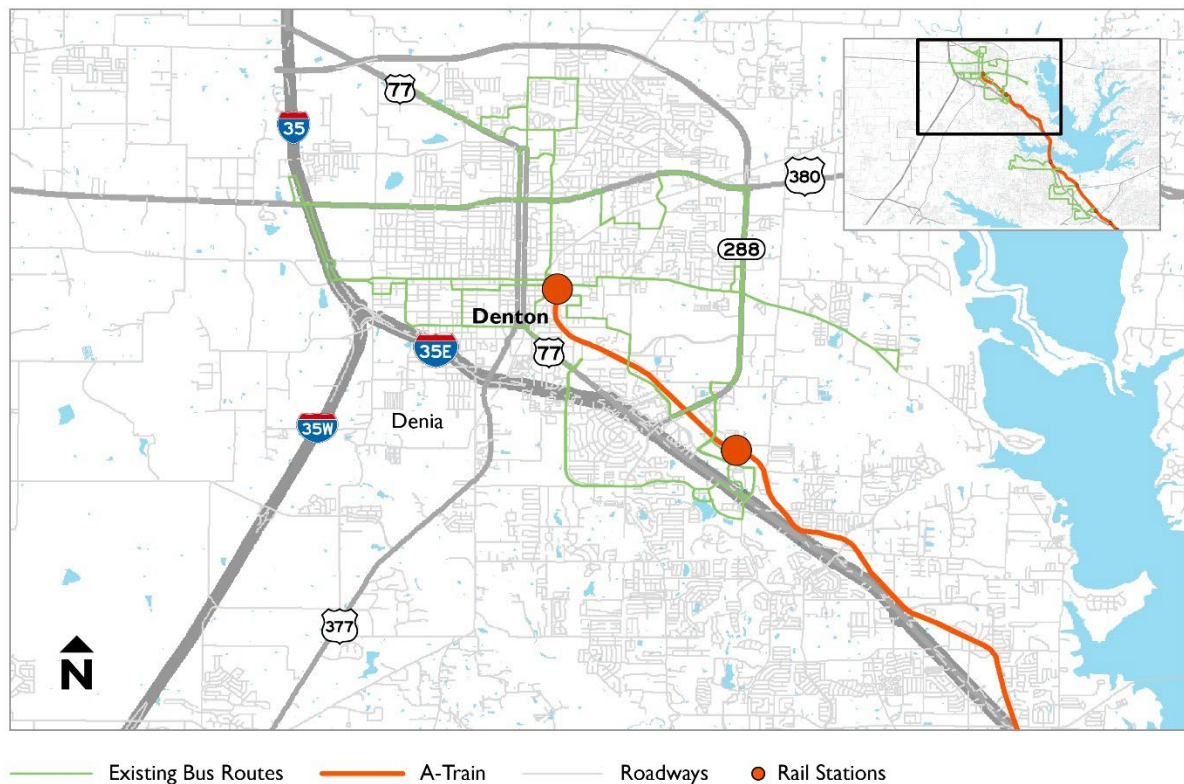 77
35
380
288
Denton
77
35E
Denia
35W
377
N
Existing Bus Routes
A-Train
Roadways
Rail Stations